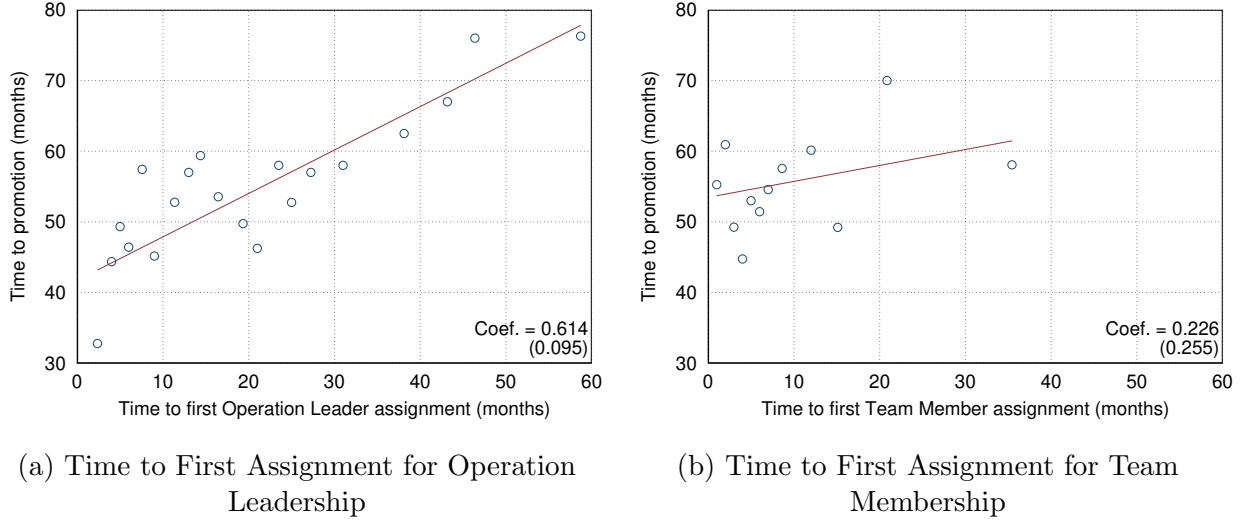 80
70
60
50
40
30
0 10 20 30 40 50 60
Time to promotion (months)
Time to first Operation Leader assignment (months)
Coef. = 0.614
(0.095)
(a) Time to First Assignment for Operation
Leadership
80
70
60
50
40
30
0 10 20 30 40 50 60
Time to promotion (months)
Time to first Team Member assignment (months)
Coef. = 0.226
(0.255)
(b) Time to First Assignment for Team
Membership